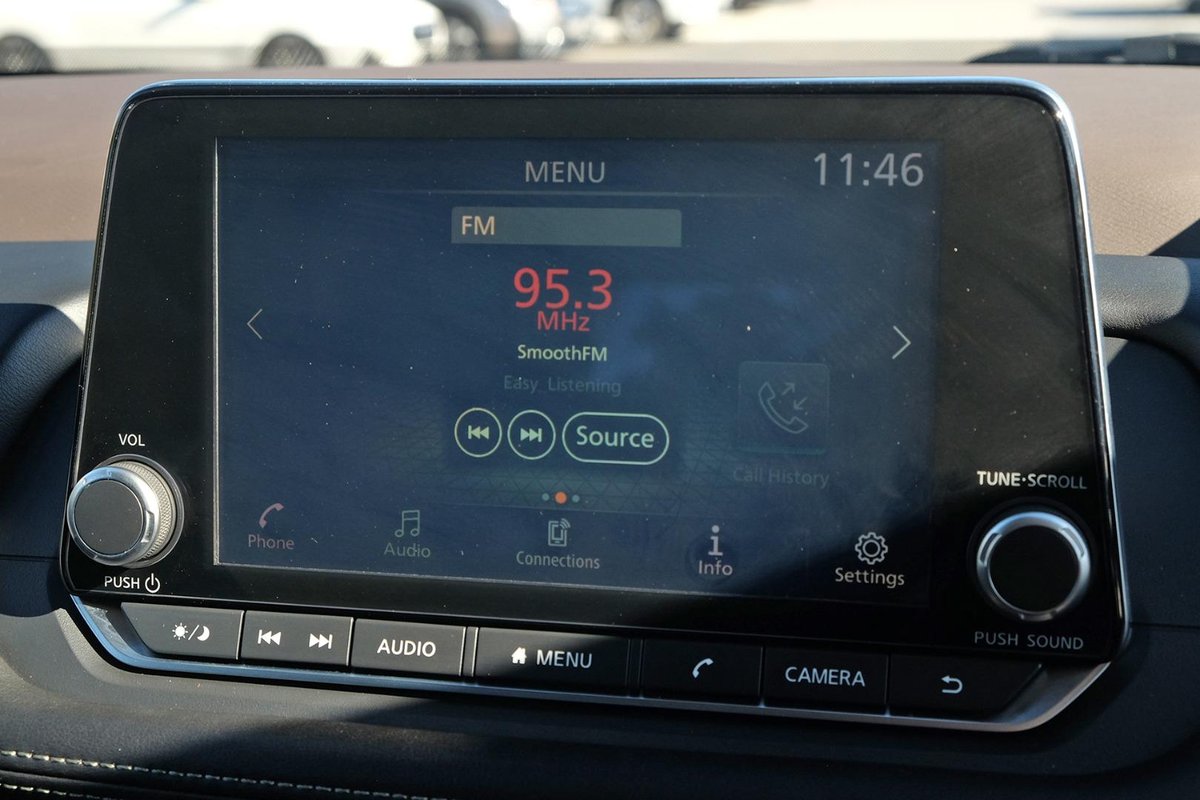 MENU
11:46
FM
95.3
MHz
SmoothFM
Easy Listening
Source
Call History
Phone
Audio
Connections
Info
Settings
VOL
PUSH
TUNE·SCROLL
PUSH SOUND
AUDIO
MENU
CAMERA